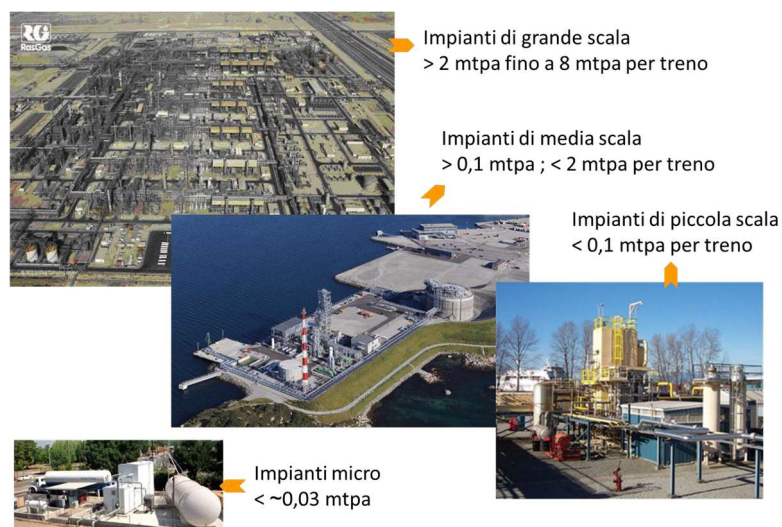 RG
RasGas
Impianti di grande scala
> 2 mtpa fino a 8 mtpa per treno
Impianti di media scala
> 0,1 mtpa ; < 2 mtpa per treno
Impianti di piccola scala
< 0,1 mtpa per treno
Impianti micro
< ~0,03 mtpa